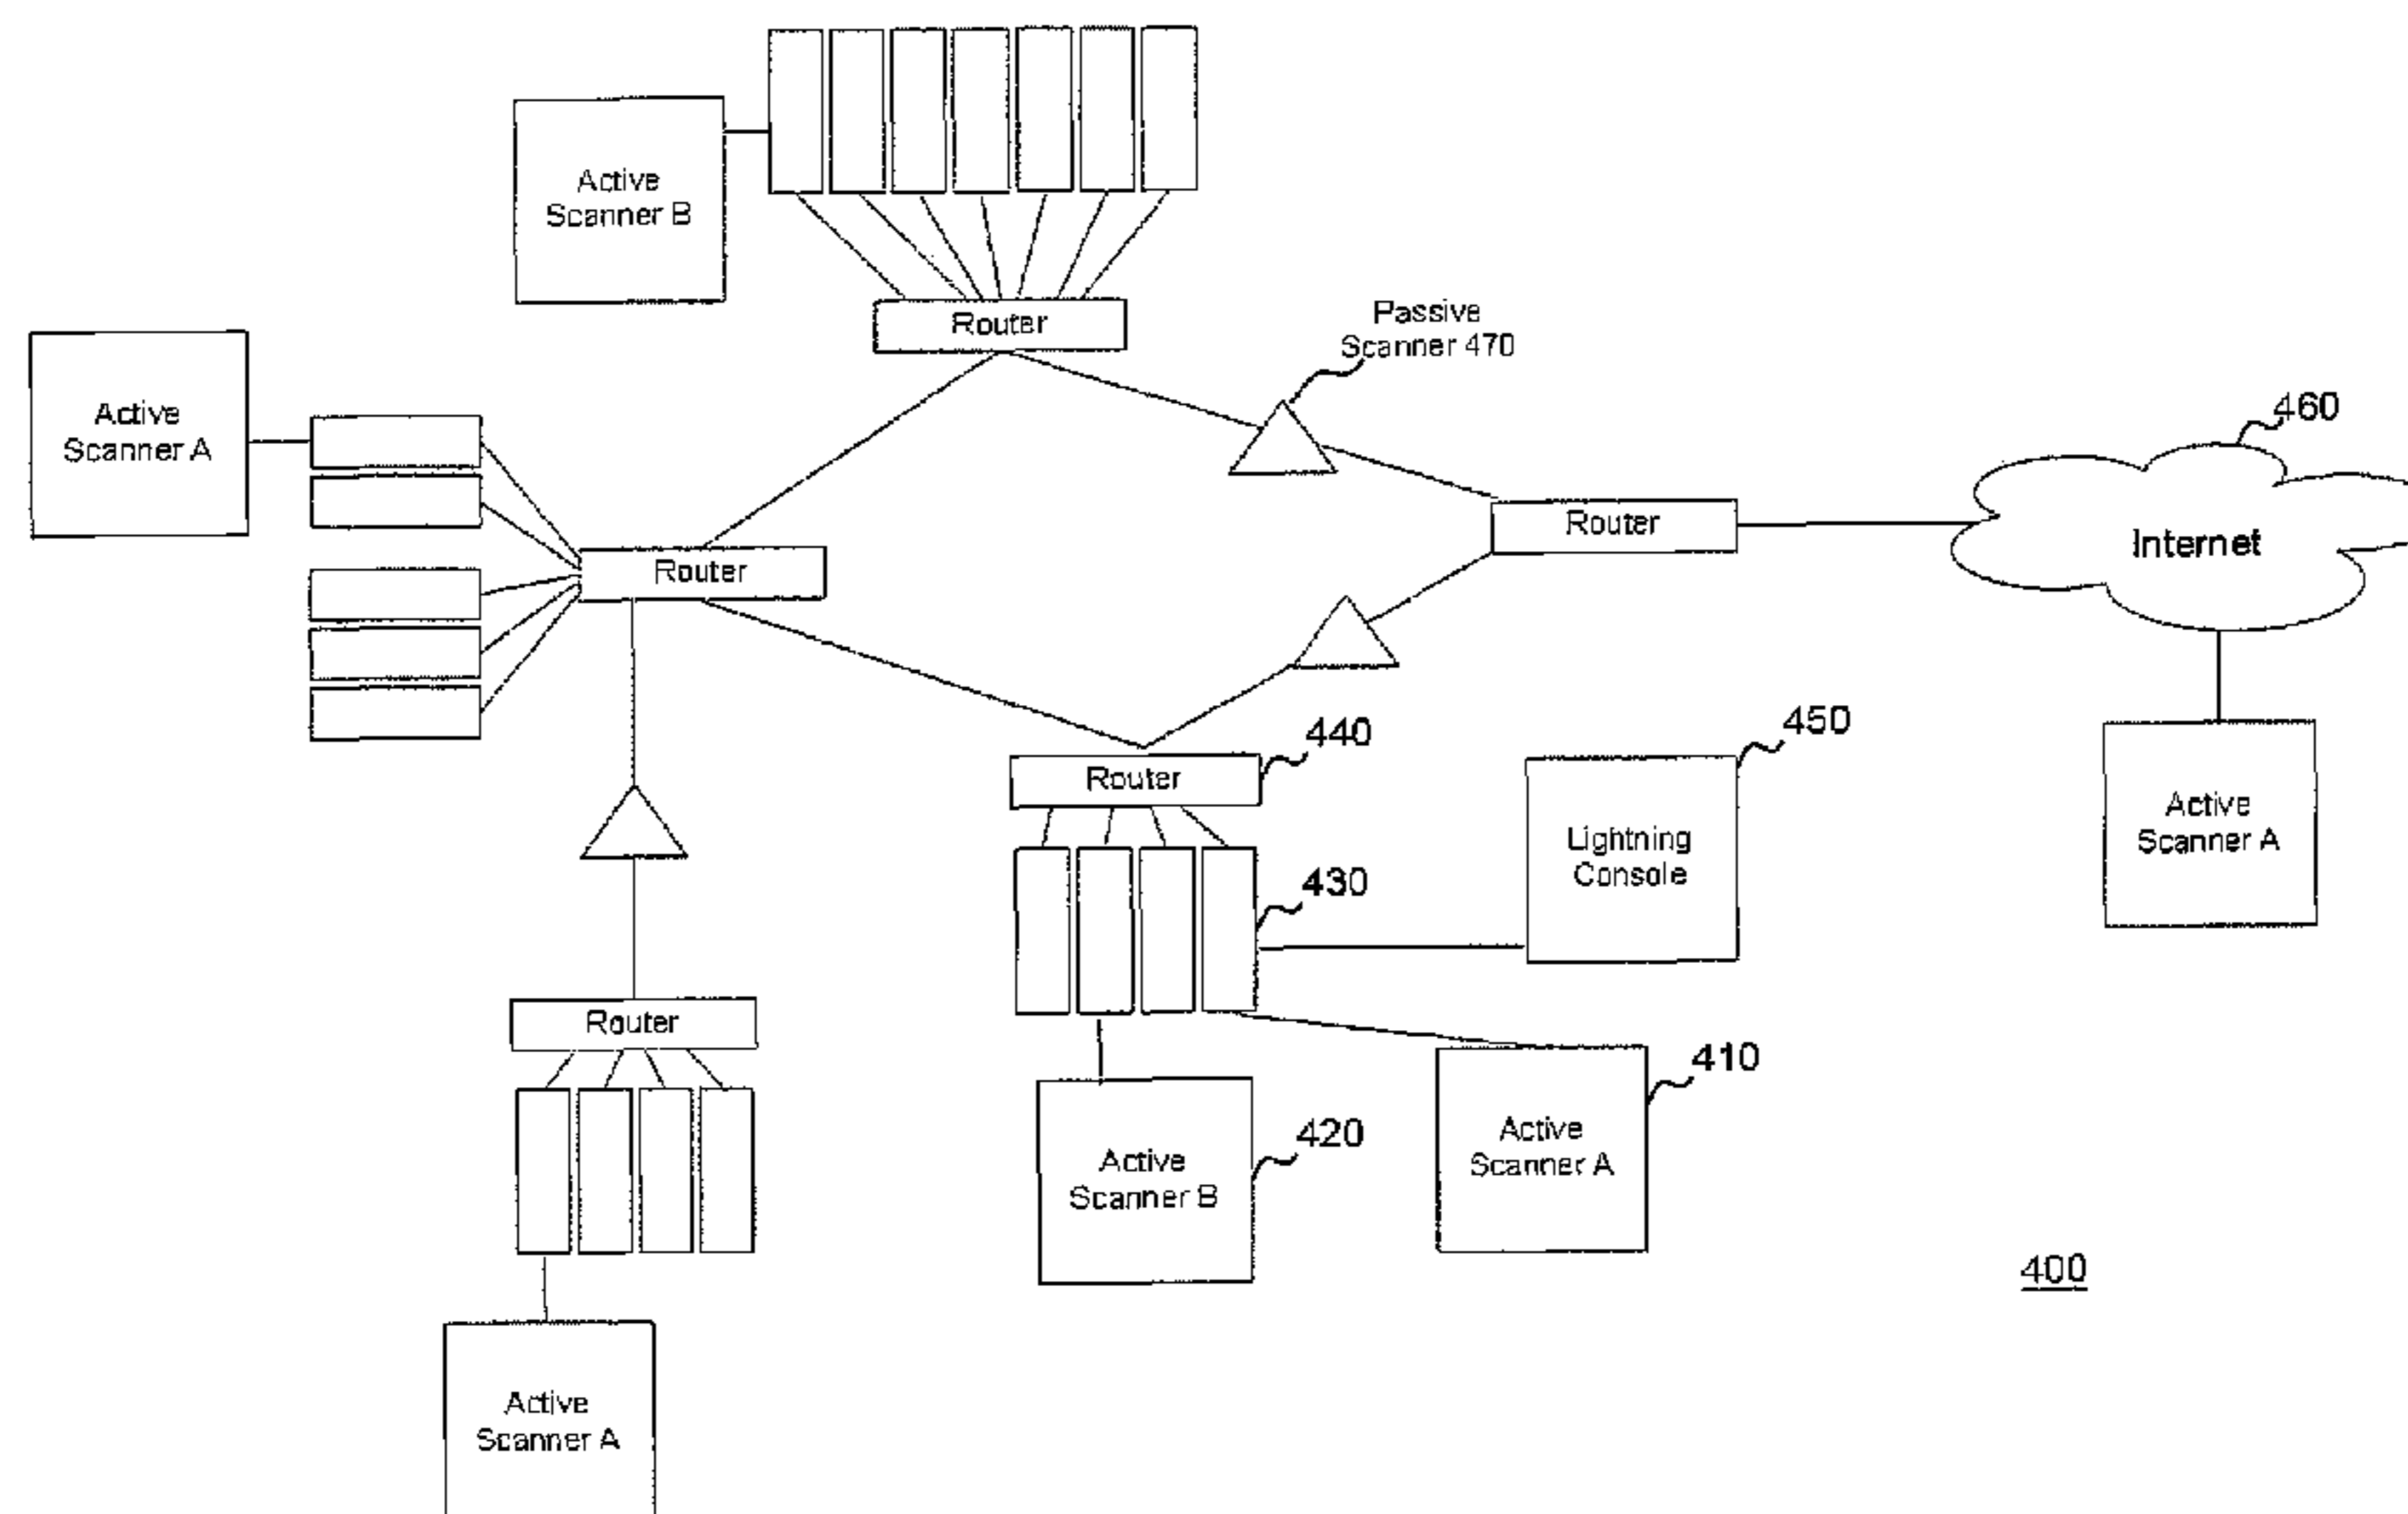 Active
Scanner B
Router
Passive
Scanner 470
Active
Scanner A
460
Router
Internet
Router
440
450
Router
Lightning
Console
Active
Scanner A
430
Router
410
420
Active
Scanner A
Active
Scanner B
400
Active
Scanner A